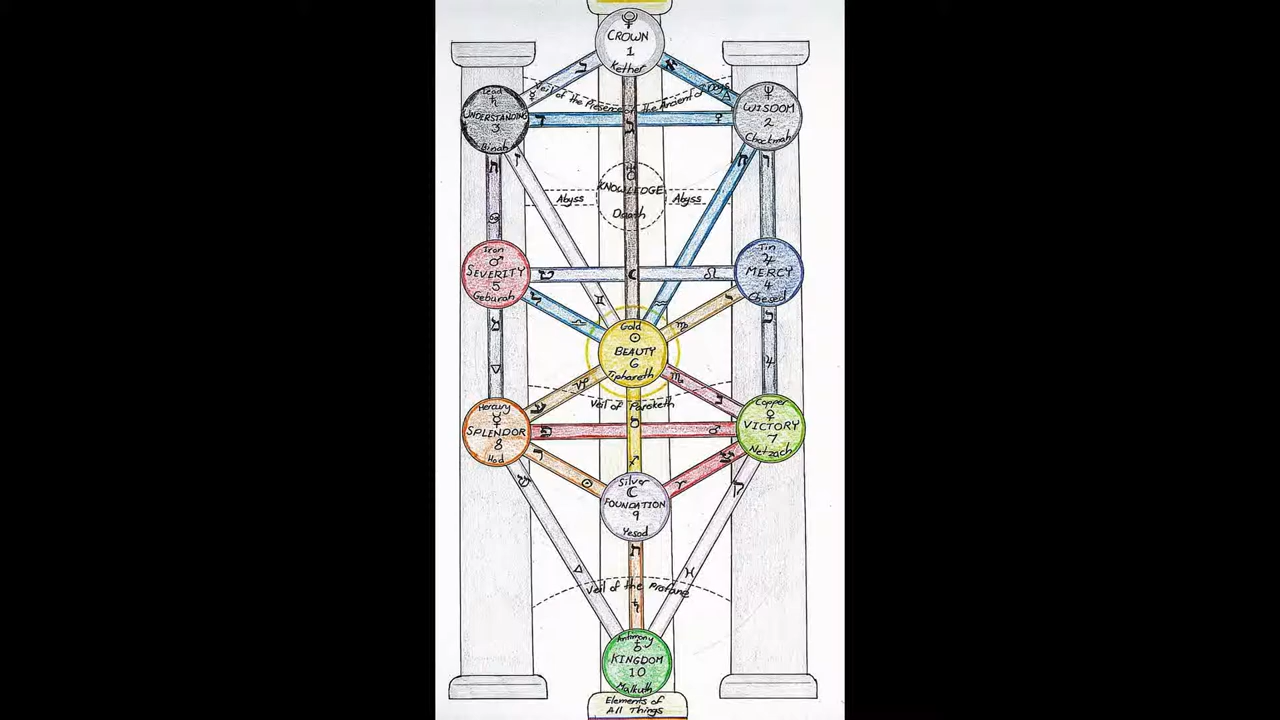 CROWN
1
Kether
ב
א
Veil of the Presence of the Ancient of Days
Lead
UNDERSTANDING
3
Binah
WISDOM
2
Chockmah
ד
ג
ח
ז
ה
ו
KNOWLEDGE
Daath
Abyss
Abyss
Iron
SEVERITY
5
Geburah
Tin
MERCY
4
Chesed
ט
ל
י
מ
כ
Gold
BEAUTY
6
Tiphareth
ע
נ
Veil of Paroketh
Mercury
SPLENDOR
8
Hod
Copper
VICTORY
7
Netzach
פ
ס
ר
ק
Silver
FOUNDATION
9
Yesod
ת
Veil of the Profane
Antimony
KINGDOM
10
Malkuth
Elements of
All Things